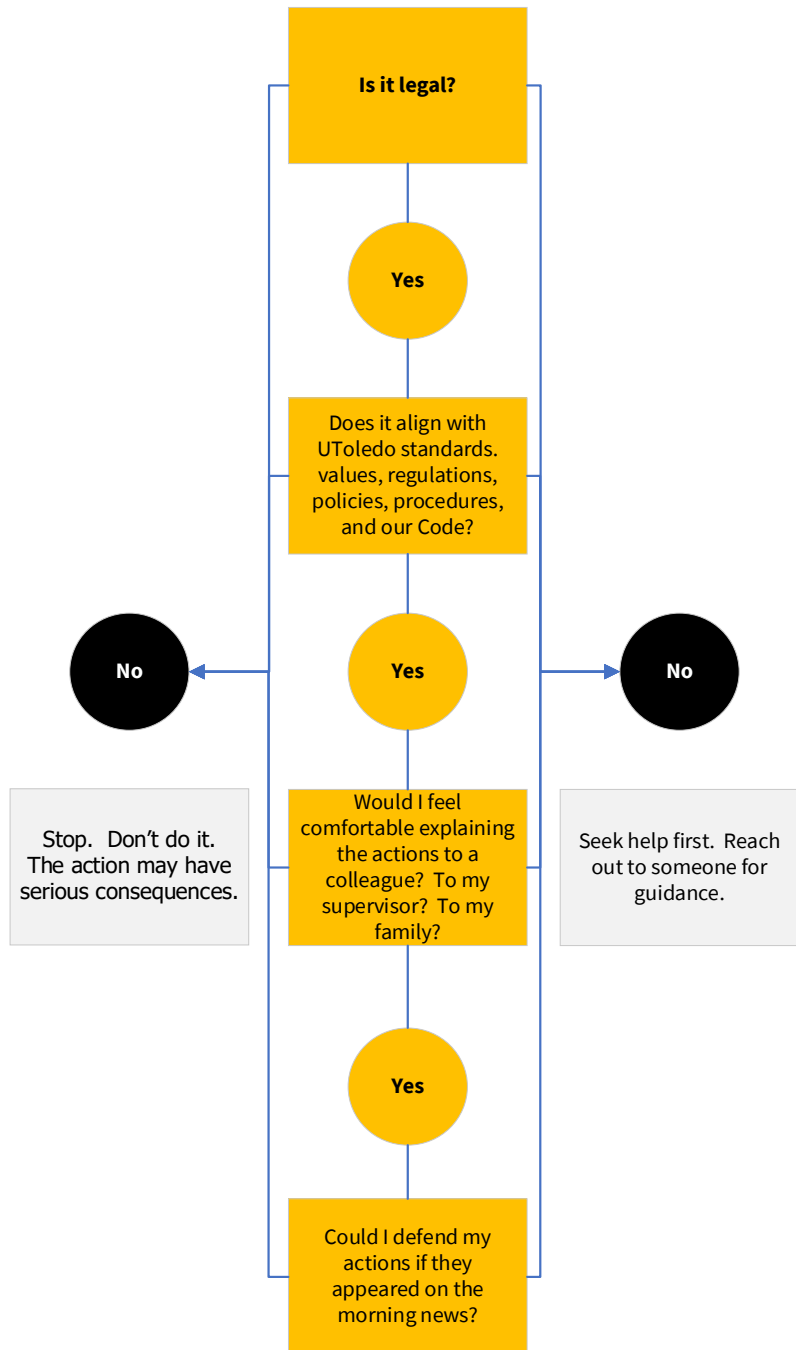 Is it legal?
Yes
Does it align with
UToledo standards.
values, regulations,
policies, procedures,
and our Code?
No
Yes
No
Stop.  Don’t do it.
The action may have
serious consequences.
Would I feel
comfortable explaining
the actions to a
colleague?  To my
supervisor?  To my
family?
Seek help first.  Reach
out to someone for
guidance.
Yes
Could I defend my
actions if they
appeared on the
morning news?